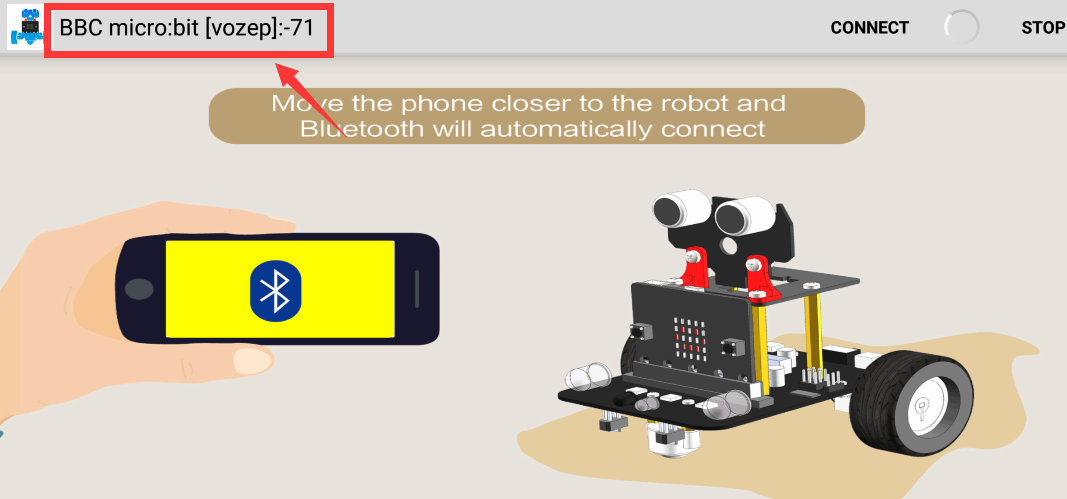 BBC micro:bit [vozep]:-71
CONNECT
STOP
Move the phone closer to the robot and
Bluetooth will automatically connect